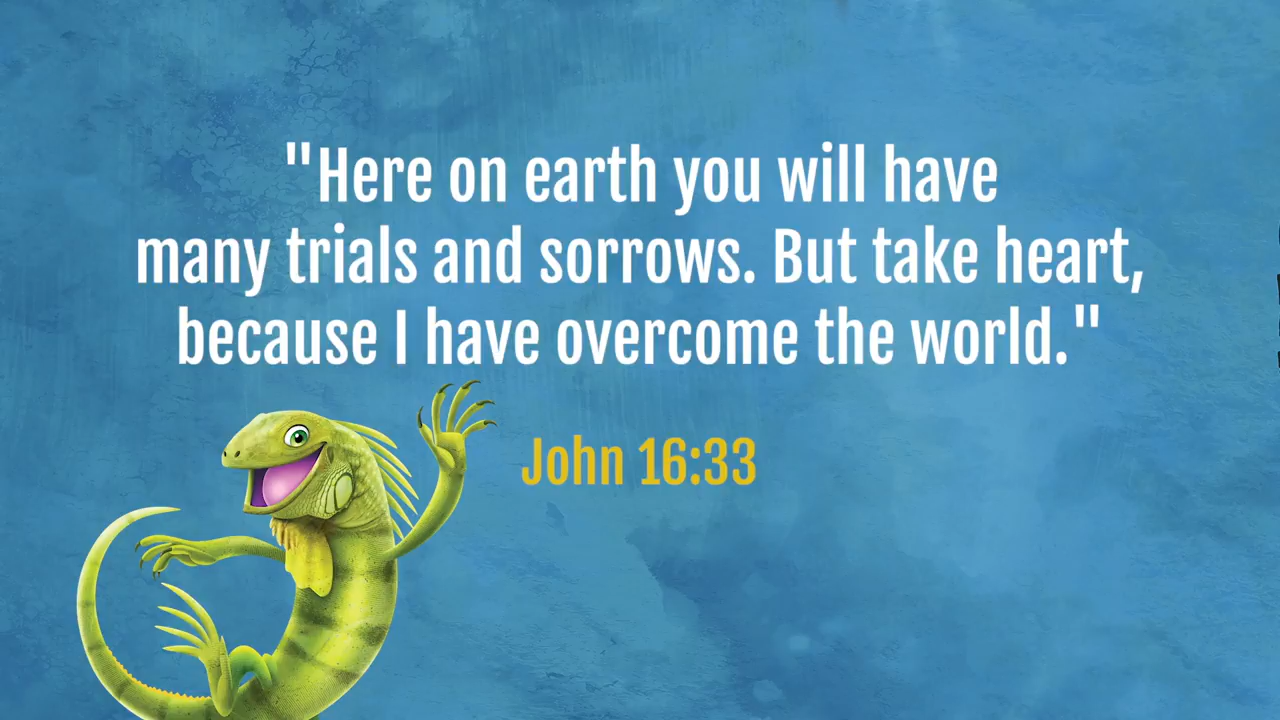 "Here on earth you will have
many trials and sorrows. But take heart,
because I have overcome the world."
John 16:33